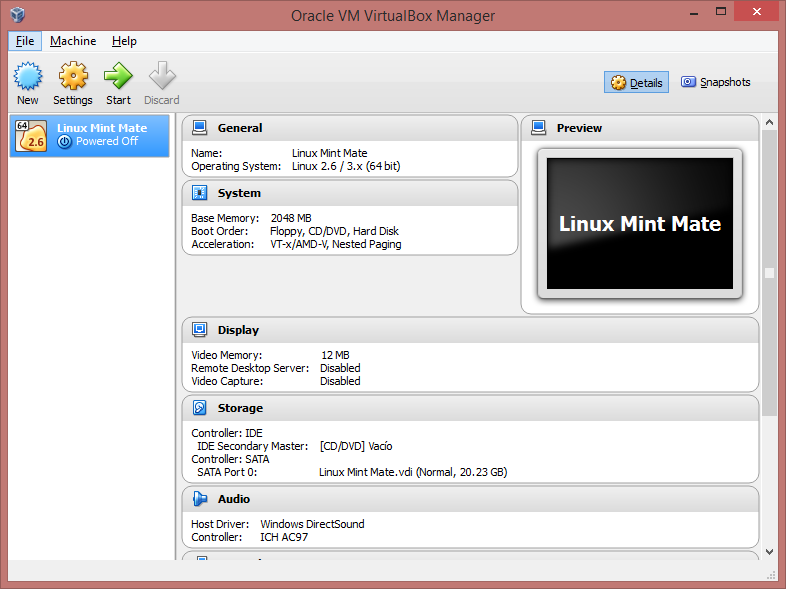 Oracle VM VirtualBox Manager
File Machine Help
New Settings Start Discard
Details Snapshots
64
2.6
Linux Mint Mate
Powered Off
General
Name: Linux Mint Mate
Operating System: Linux 2.6 / 3.x (64 bit)
System
Base Memory: 2048 MB
Boot Order: Floppy, CD/DVD, Hard Disk
Acceleration: VT-x/AMD-V, Nested Paging
Preview
Linux Mint Mate
Display
Video Memory: 12 MB
Remote Desktop Server: Disabled
Video Capture: Disabled
Storage
Controller: IDE
IDE Secondary Master: [CD/DVD] Vacío
Controller: SATA
SATA Port 0: Linux Mint Mate.vdi (Normal, 20.23 GB)
Audio
Host Driver: Windows DirectSound
Controller: ICH AC97